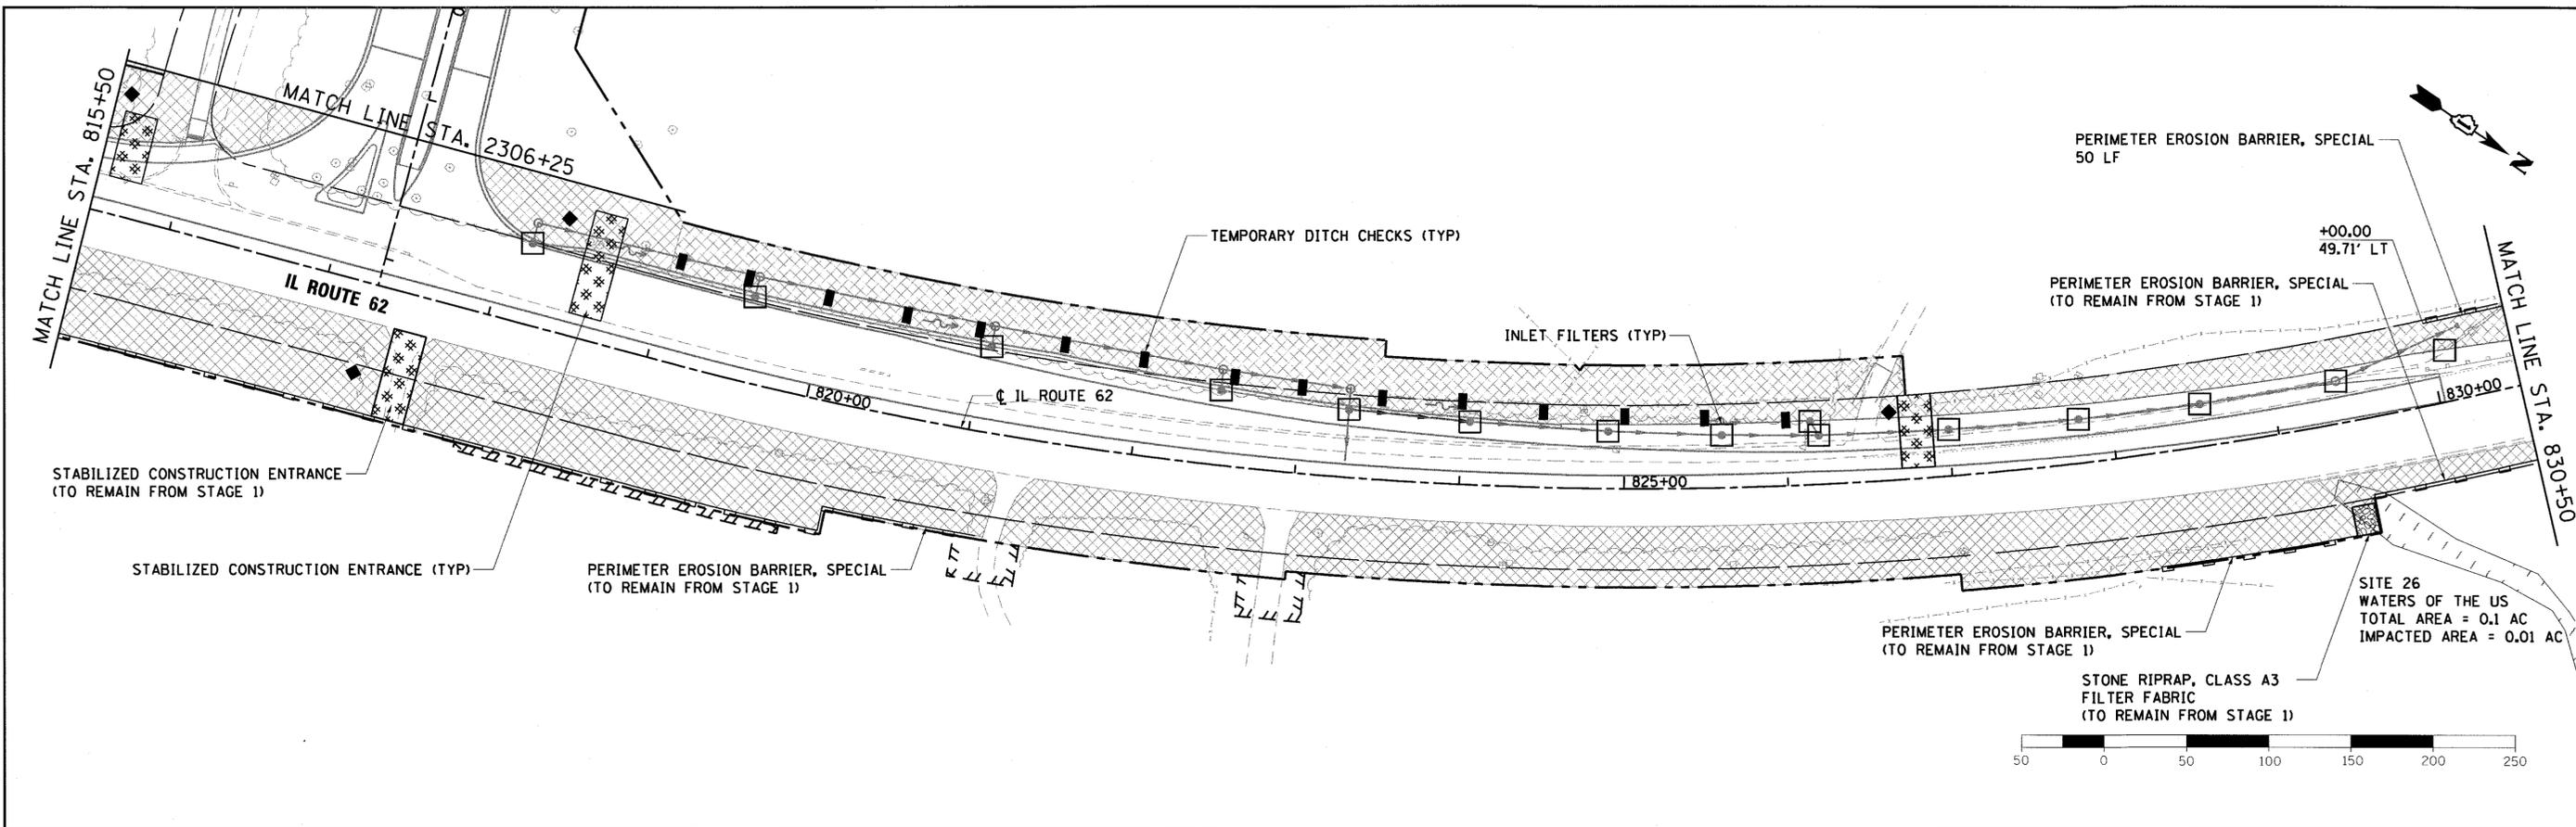 MATCH LINE STA. 815+50
MATCH LINE STA. 2306+25
IL ROUTE 62
STABILIZED CONSTRUCTION ENTRANCE
(TO REMAIN FROM STAGE 1)
STABILIZED CONSTRUCTION ENTRANCE (TYP)
PERIMETER EROSION BARRIER, SPECIAL
(TO REMAIN FROM STAGE 1)
820+00
℄ IL ROUTE 62
TEMPORARY DITCH CHECKS (TYP)
INLET FILTERS (TYP)
825+00
PERIMETER EROSION BARRIER, SPECIAL
50 LF
N
+00.00
49.71' LT
PERIMETER EROSION BARRIER, SPECIAL
(TO REMAIN FROM STAGE 1)
830+00
MATCH LINE STA. 830+50
PERIMETER EROSION BARRIER, SPECIAL
(TO REMAIN FROM STAGE 1)
SITE 26
WATERS OF THE US
TOTAL AREA = 0.1 AC
IMPACTED AREA = 0.01 AC
STONE RIPRAP, CLASS A3
FILTER FABRIC
(TO REMAIN FROM STAGE 1)
50 0 50 100 150 200 250